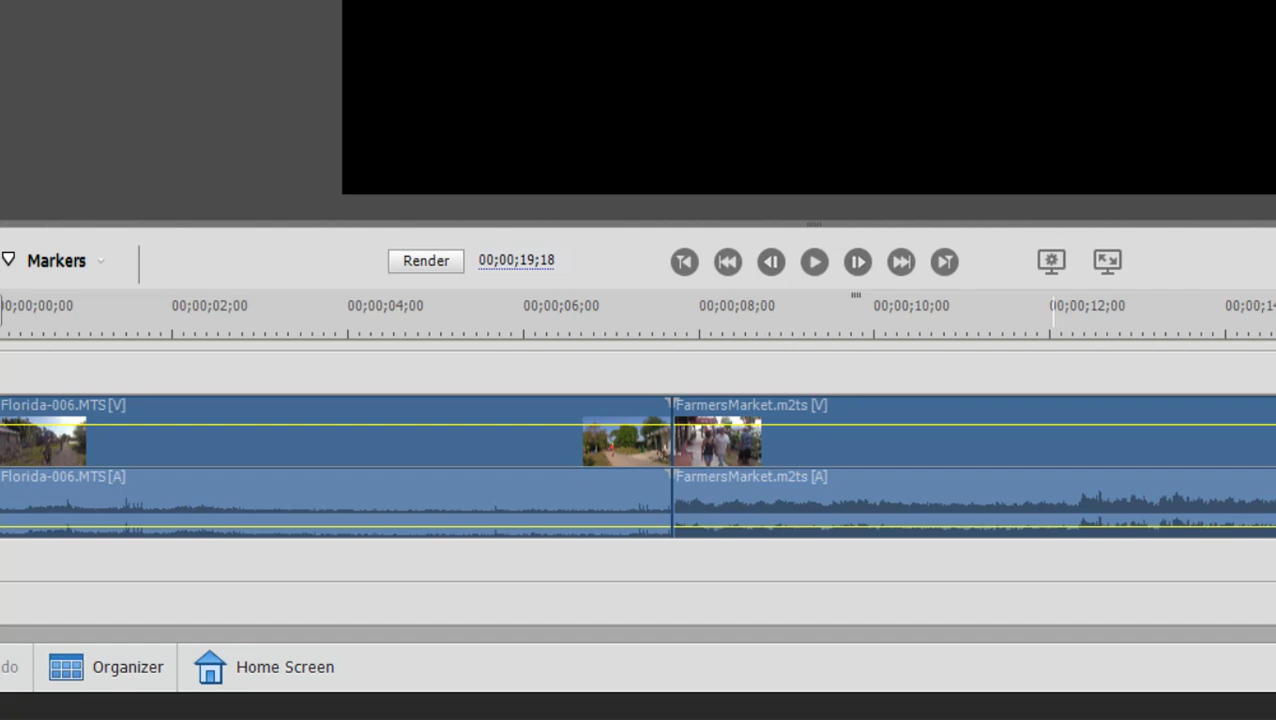 Markers
Render
00;00;19;18
00;00;00;00
00;00;02;00
00;00;04;00
00;00;06;00
00;00;08;00
00;00;10;00
00;00;12;00
00;00;14
Florida-006.MTS [V]
FarmersMarket.m2ts [V]
Florida-006.MTS [A]
FarmersMarket.m2ts [A]
do
Organizer
Home Screen